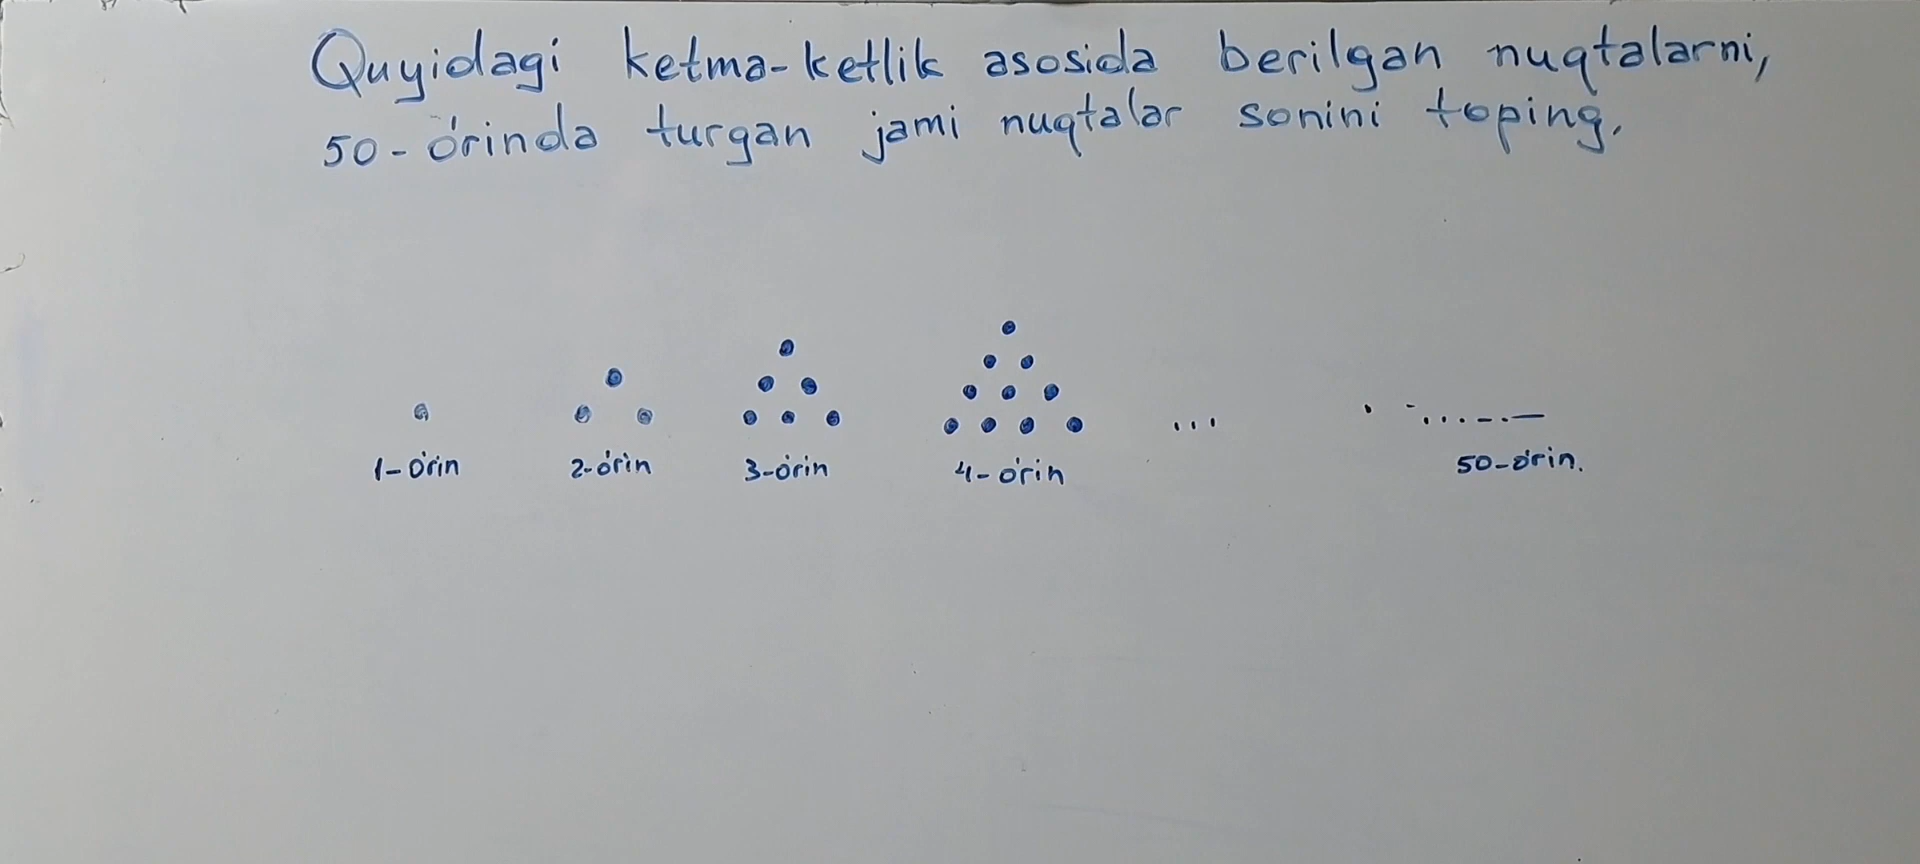 Quyidagi ketma-ketlik asosida berilgan nuqtalarni,
50-o'rinda turgan jami nuqtalar sonini toping.
...
1-o'rin 2-o'rin 3-o'rin 4-o'rin 50-o'rin.